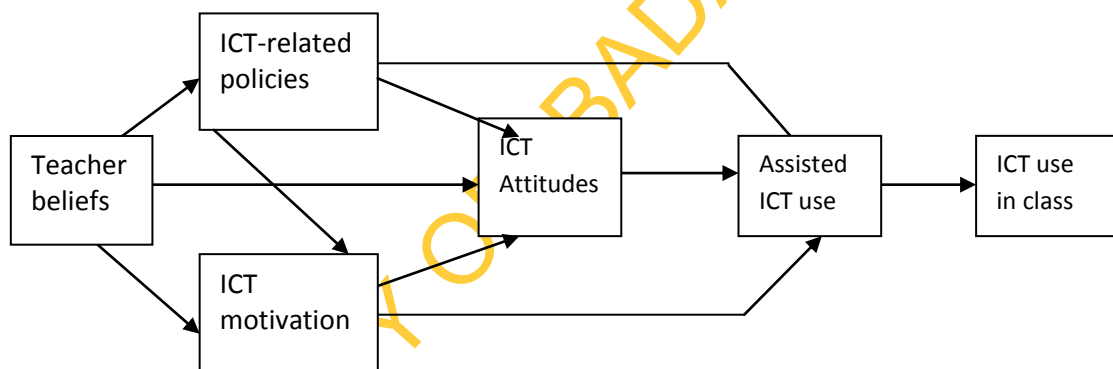 ICT-related
policies
Teacher
beliefs
ICT
Attitudes
Assisted
ICT use
ICT use
in class
ICT
motivation